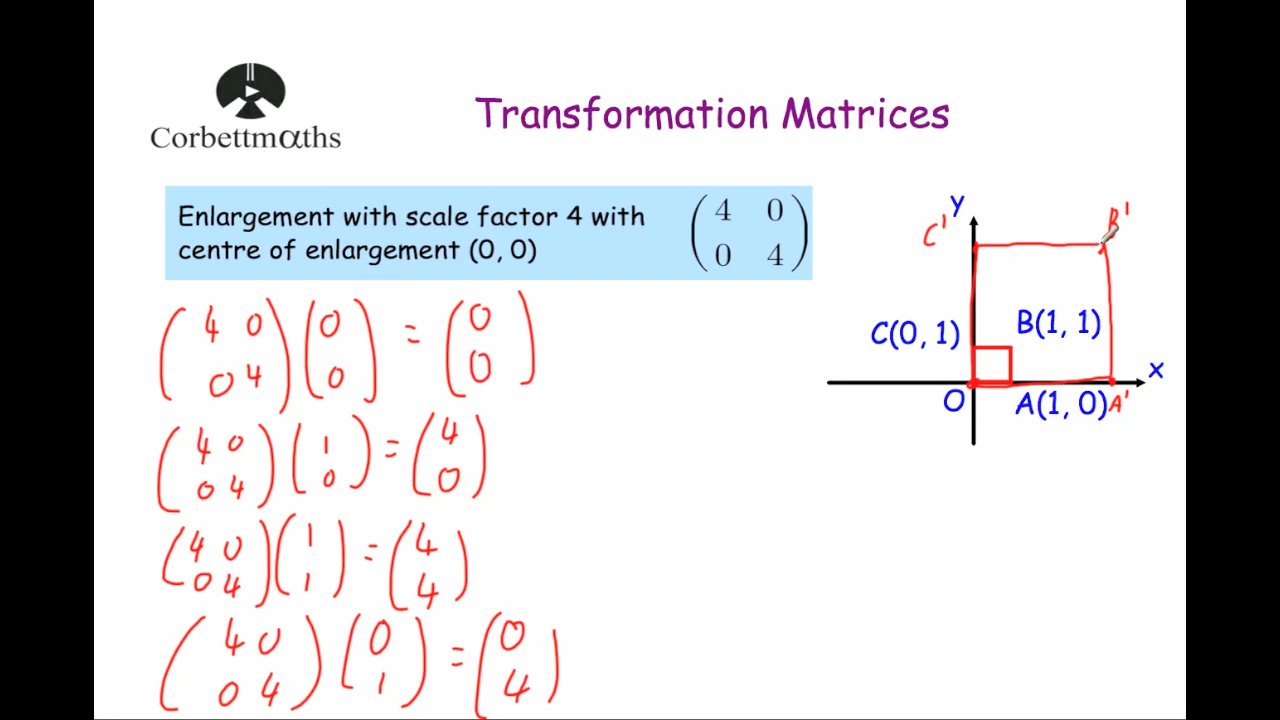 Corbettmαths
Transformation Matrices
Enlargement with scale factor 4 with
centre of enlargement (0, 0)
(4 0
0 4)
(4 0
0 4) (0
0) = (0
0)
(4 0
0 4) (1
0) = (4
0)
(4 0
0 4) (1
1) = (4
4)
(4 0
0 4) (0
1) = (0
4)
y
C' B'
C(0, 1) B(1, 1)
x
O A(1, 0) A'